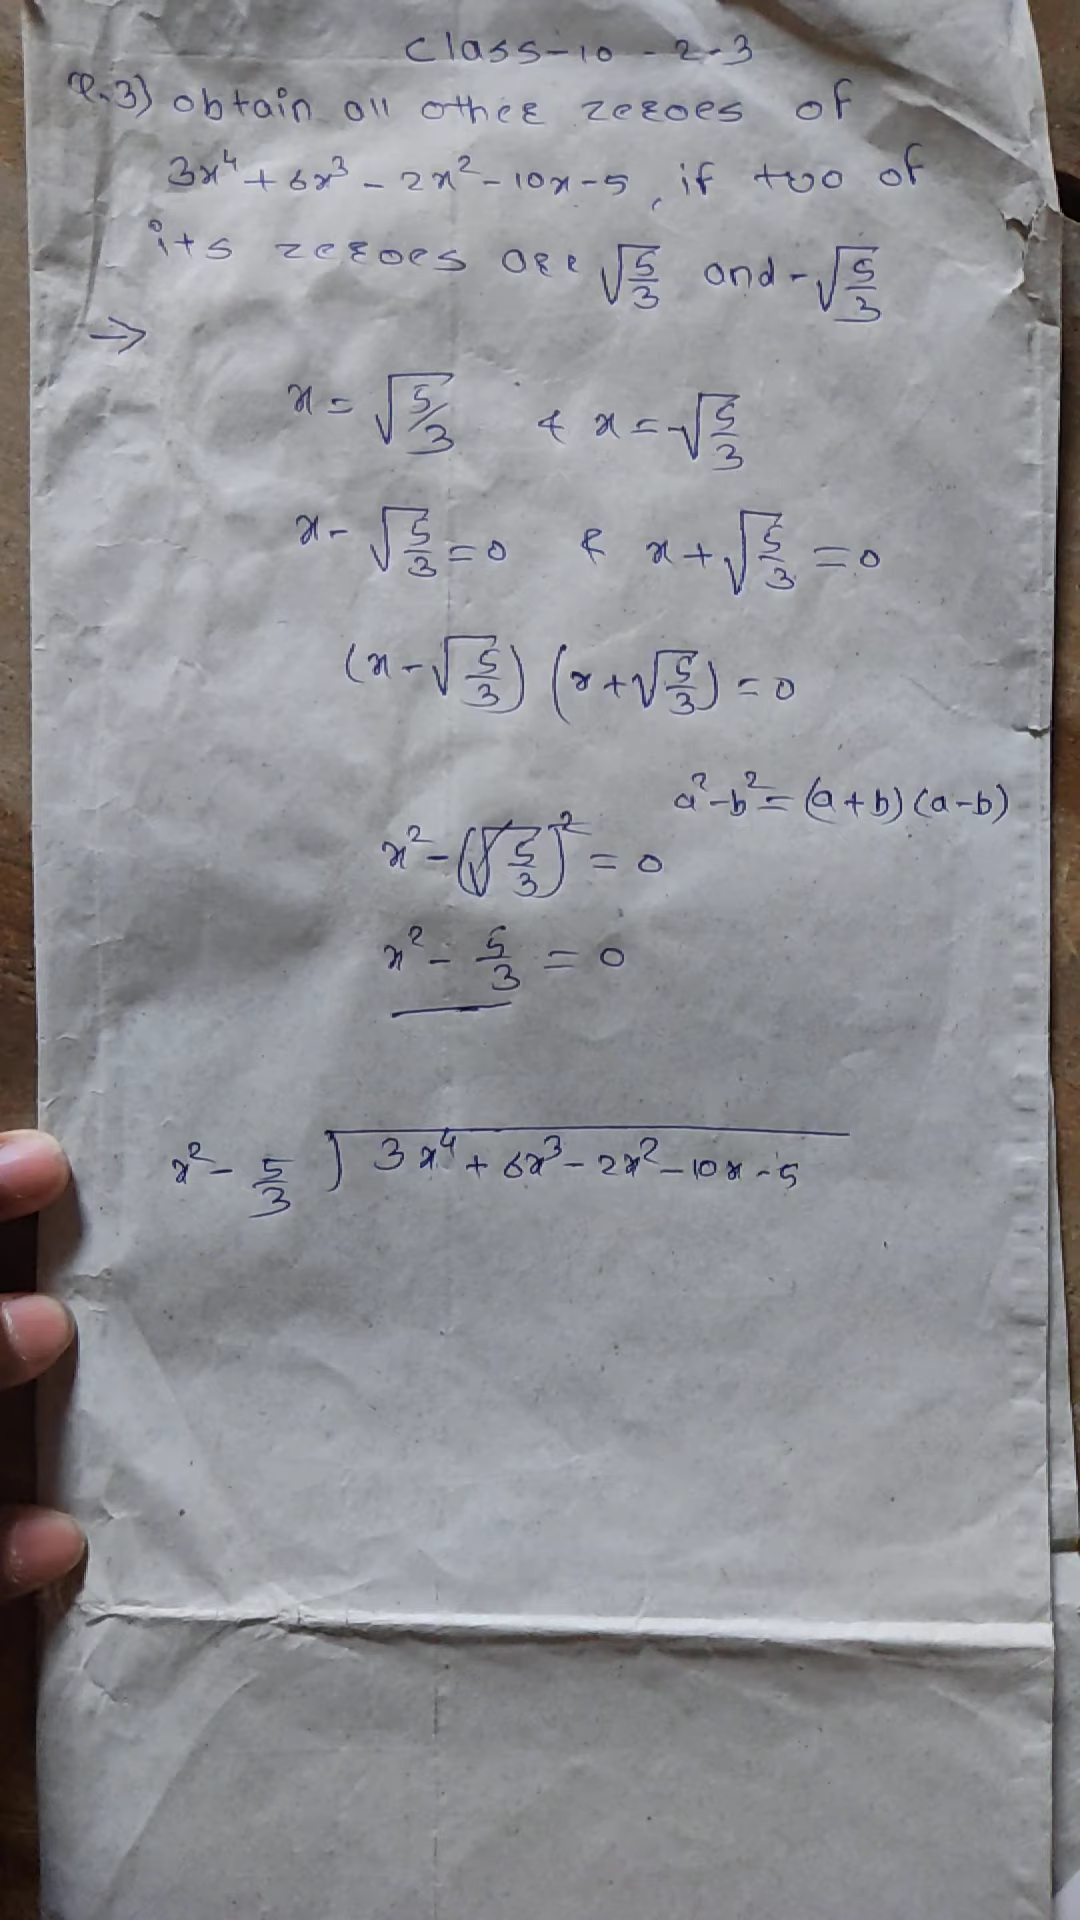 Class-10 - 2.3
Q.3) obtain all other zeroes of
3x⁴ + 6x³ - 2x² - 10x - 5, if two of
its zeroes are √5/3 and -√5/3
→
x = √5/3 & x = -√5/3
x - √5/3 = 0 & x + √5/3 = 0
(x - √5/3) (x + √5/3) = 0
a² - b² = (a + b) (a - b)
x² - (√5/3)² = 0
x² - 5/3 = 0
x² - 5/3 ) 3x⁴ + 6x³ - 2x² - 10x - 5